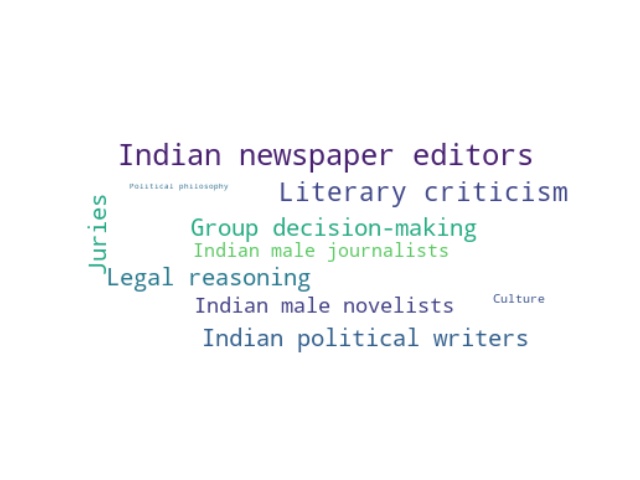 Indian newspaper editors
Political philosophy
Literary criticism
Juries
Group decision-making
Indian male journalists
Legal reasoning
Indian male novelists
Culture
Indian political writers